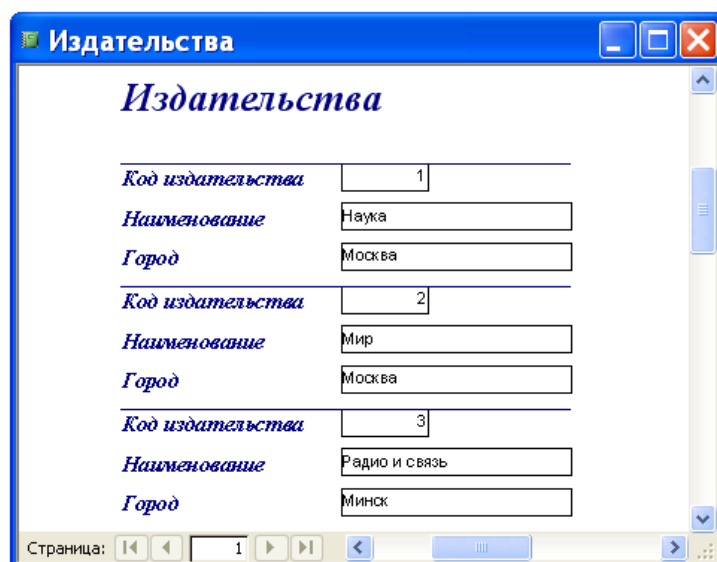 Издательства
Издательства
Код издательства 1
Наименование Наука
Город Москва
Код издательства 2
Наименование Мир
Город Москва
Код издательства 3
Наименование Радио и связь
Город Минск
Страница: 1